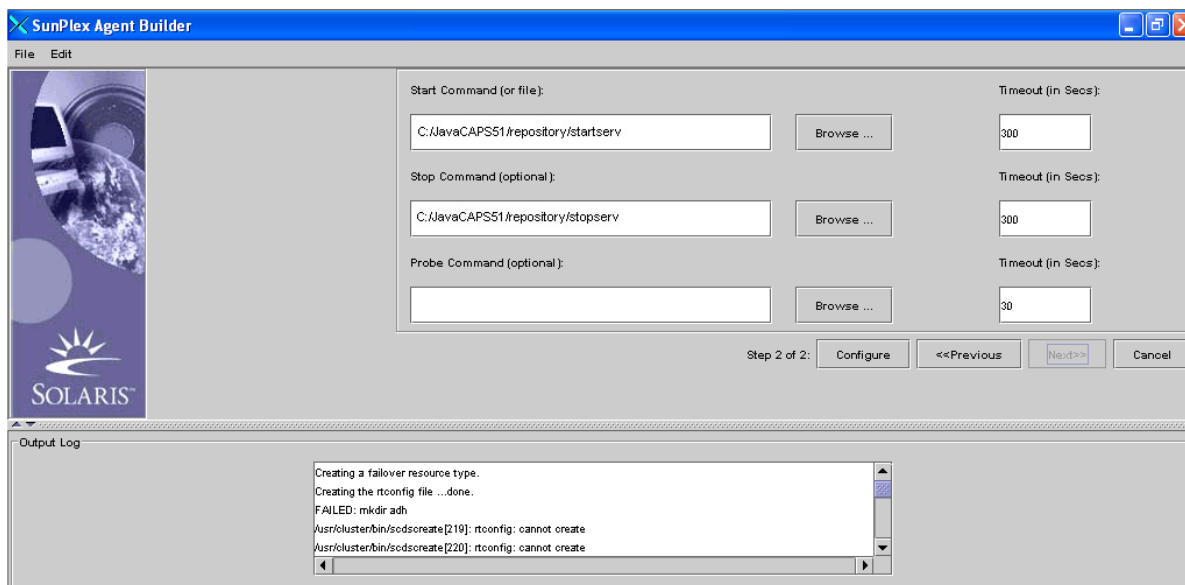 SunPlex Agent Builder
File Edit
Start Command (or file):
Timeout (in Secs):
C:/JavaCAPS51/repository/startserv
Browse ...
300
Stop Command (optional):
Timeout (in Secs):
C:/JavaCAPS51/repository/stopserv
Browse ...
300
Probe Command (optional):
Timeout (in Secs):
Browse ...
30
Step 2 of 2:
Configure
<<Previous
Next>>
Cancel
SOLARIS™
Output Log
Creating a failover resource type.
Creating the rtconfig file ...done.
FAILED: mkdir adh
/usr/cluster/bin/scdscreate[219]: rtconfig: cannot create
/usr/cluster/bin/scdscreate[220]: rtconfig: cannot create